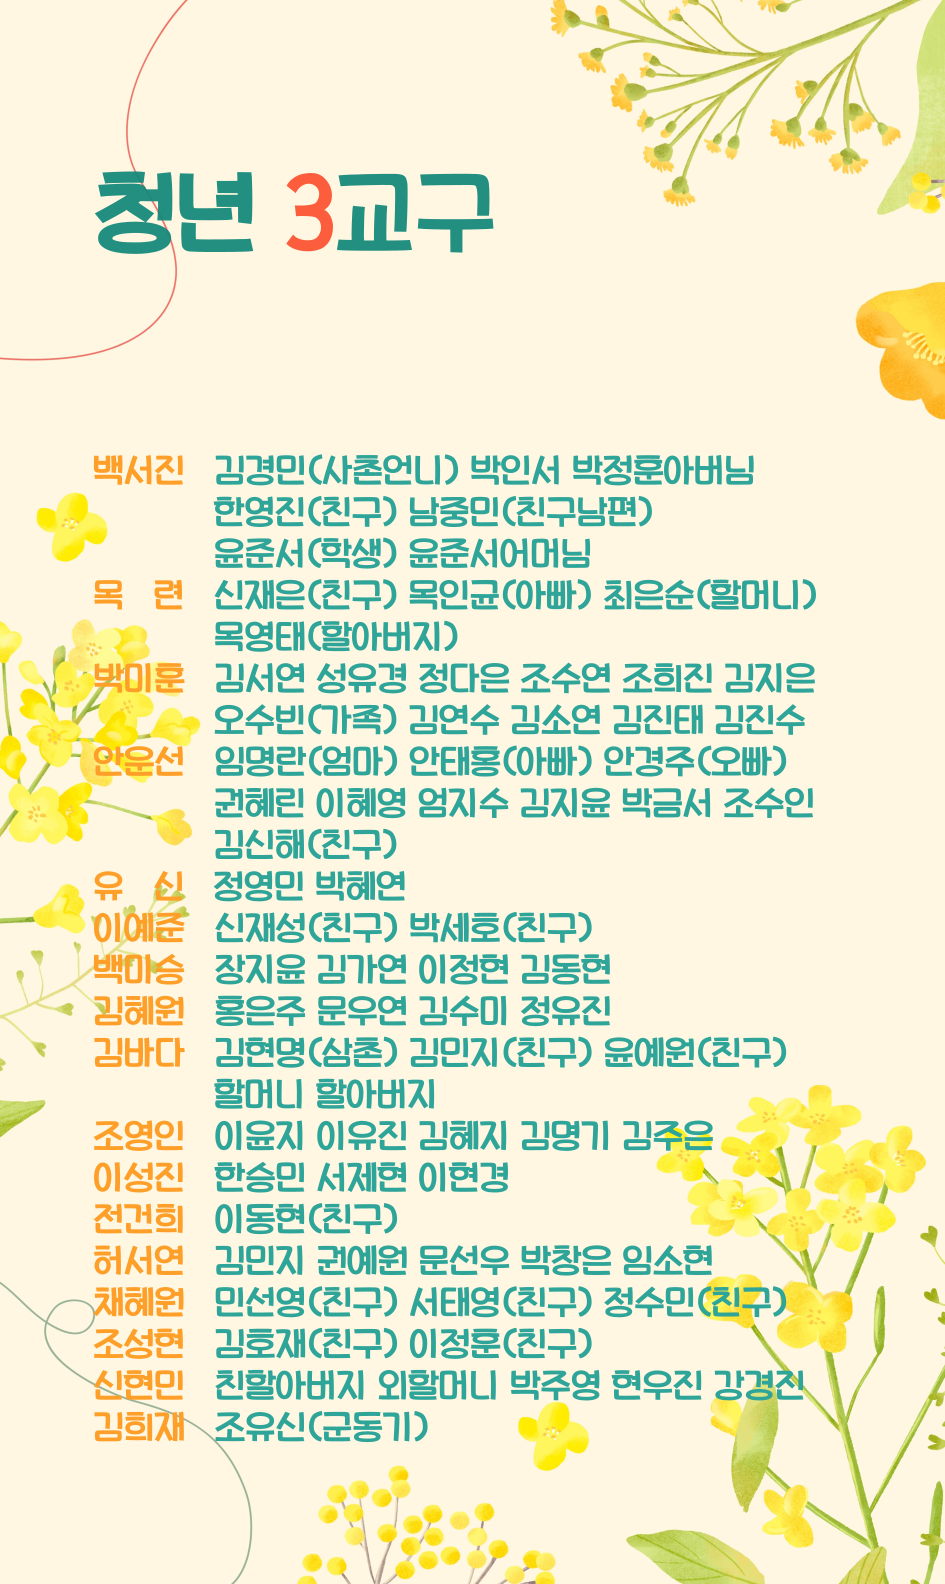 청년 3교구
백서진 김경민(사촌언니) 박인서 박정훈아버님
한영진(친구) 남중민(친구남편)
윤준서(학생) 윤준서어머님
목 련 신재은(친구) 목인균(아빠) 최은순(할머니)
목영태(할아버지)
박미훈 김서연 성유경 정다은 조수연 조희진 김지은
오수빈(가족) 김연수 김소연 김진태 김진수
안운선 임명란(엄마) 안태홍(아빠) 안경주(오빠)
권혜린 이혜영 엄지수 김지윤 박금서 조수인
김신해(친구)
유 신 정영민 박혜연
이예준 신재성(친구) 박세호(친구)
백미승 장지윤 김가연 이정현 김동현
김혜원 홍은주 문우연 김수미 정유진
김바다 김현명(삼촌) 김민지(친구) 윤예원(친구)
할머니 할아버지
조영인 이윤지 이유진 김혜지 김명기 김주은
이성진 한승민 서제현 이현경
전건희 이동현(친구)
허서연 김민지 권예원 문선우 박창은 임소현
채혜원 민선영(친구) 서태영(친구) 정수민(친구)
조성현 김호재(친구) 이정훈(친구)
신현민 친할아버지 외할머니 박주영 현우진 강경진
김희재 조유신(군동기)